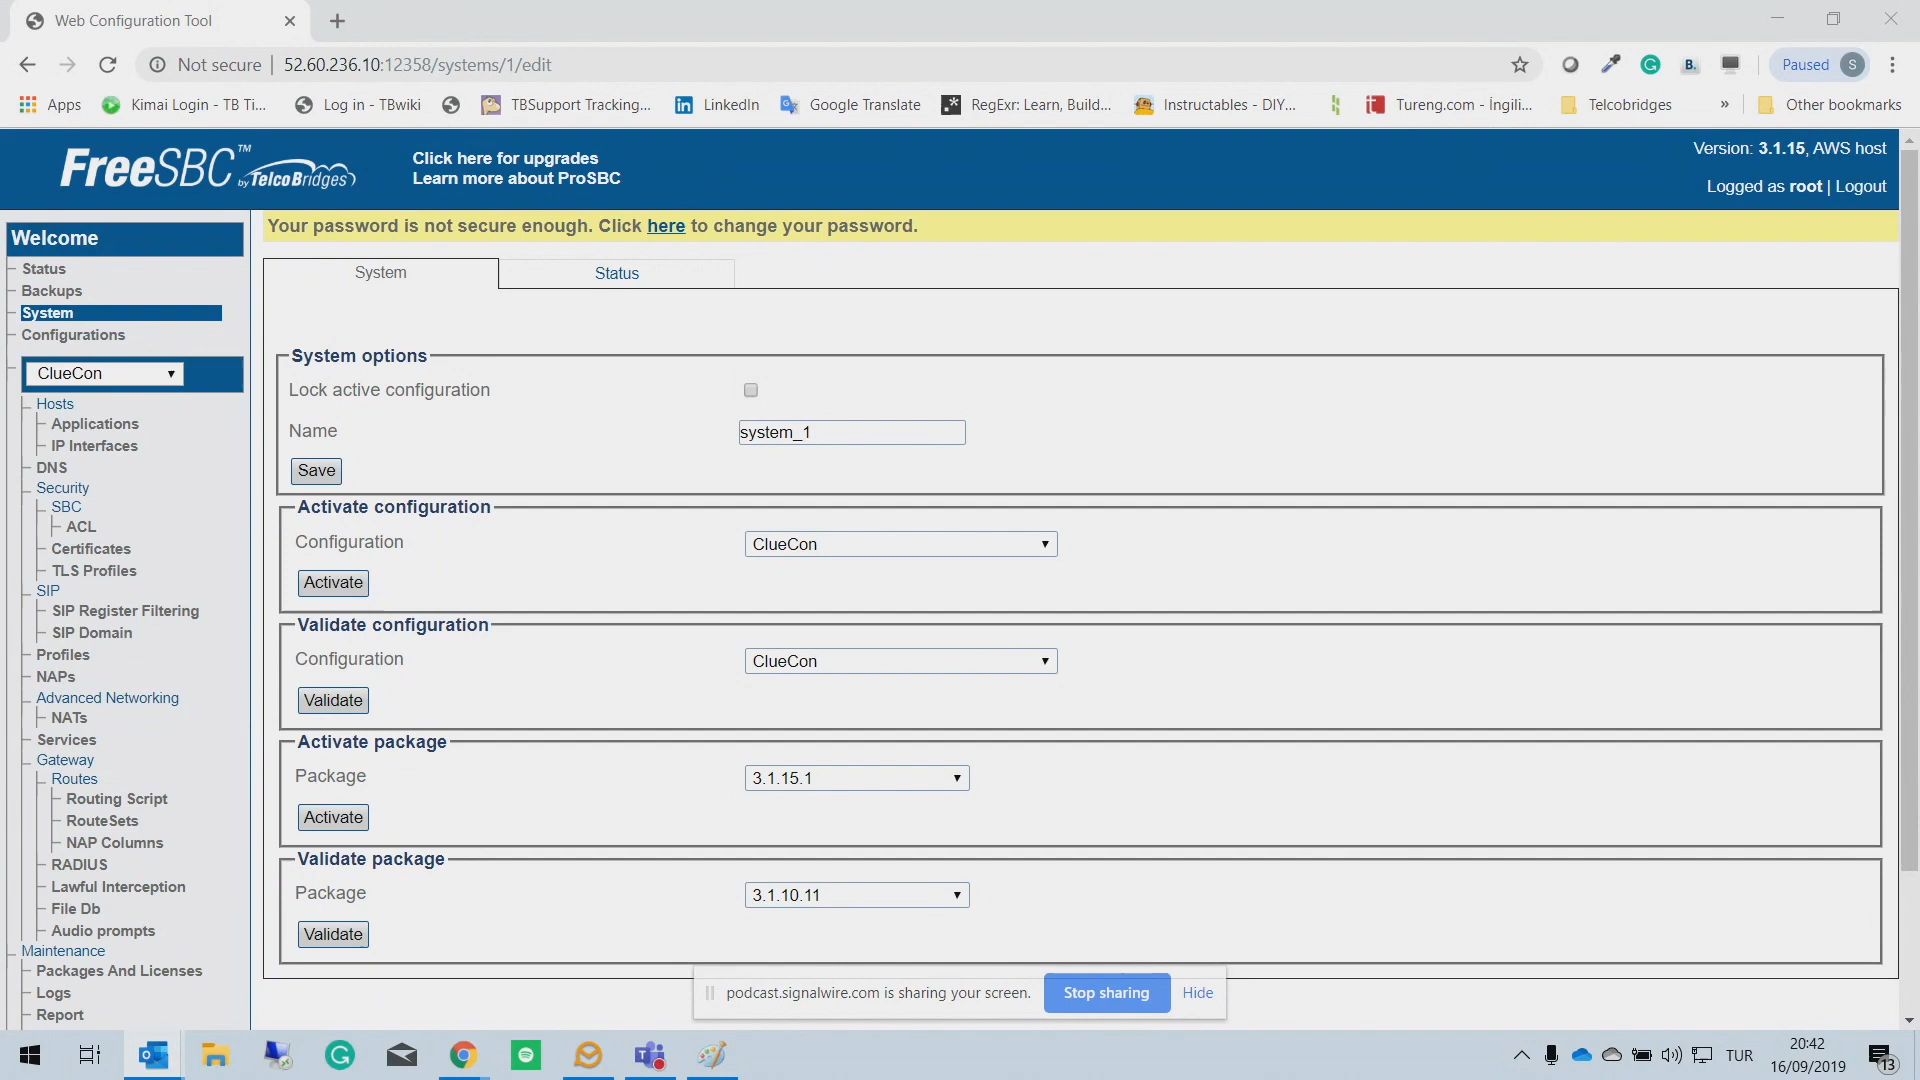 Web Configuration Tool
Not secure | 52.60.236.10:12358/systems/1/edit
Paused S
Apps Kimai Login - TB Ti... Log in - TBwiki TBSupport Tracking... LinkedIn Google Translate RegExr: Learn, Build... Instructables - DIY... Tureng.com - İngili... Telcobridges » Other bookmarks
FreeSBC™ by TelcoBridges
Click here for upgrades
Learn more about ProSBC
Version: 3.1.15, AWS host
Logged as root | Logout
Your password is not secure enough. Click here to change your password.
Welcome
Status
Backups
System
Configurations
ClueCon
Hosts
Applications
IP Interfaces
DNS
Security
SBC
ACL
Certificates
TLS Profiles
SIP
SIP Register Filtering
SIP Domain
Profiles
NAPs
Advanced Networking
NATs
Services
Gateway
Routes
Routing Script
RouteSets
NAP Columns
RADIUS
Lawful Interception
File Db
Audio prompts
Maintenance
Packages And Licenses
Logs
Report
System Status
System options
Lock active configuration
Name system_1
Save
Activate configuration
Configuration ClueCon
Activate
Validate configuration
Configuration ClueCon
Validate
Activate package
Package 3.1.15.1
Activate
Validate package
Package 3.1.10.11
Validate
podcast.signalwire.com is sharing your screen. Stop sharing Hide
TUR
20:42
16/09/2019
13